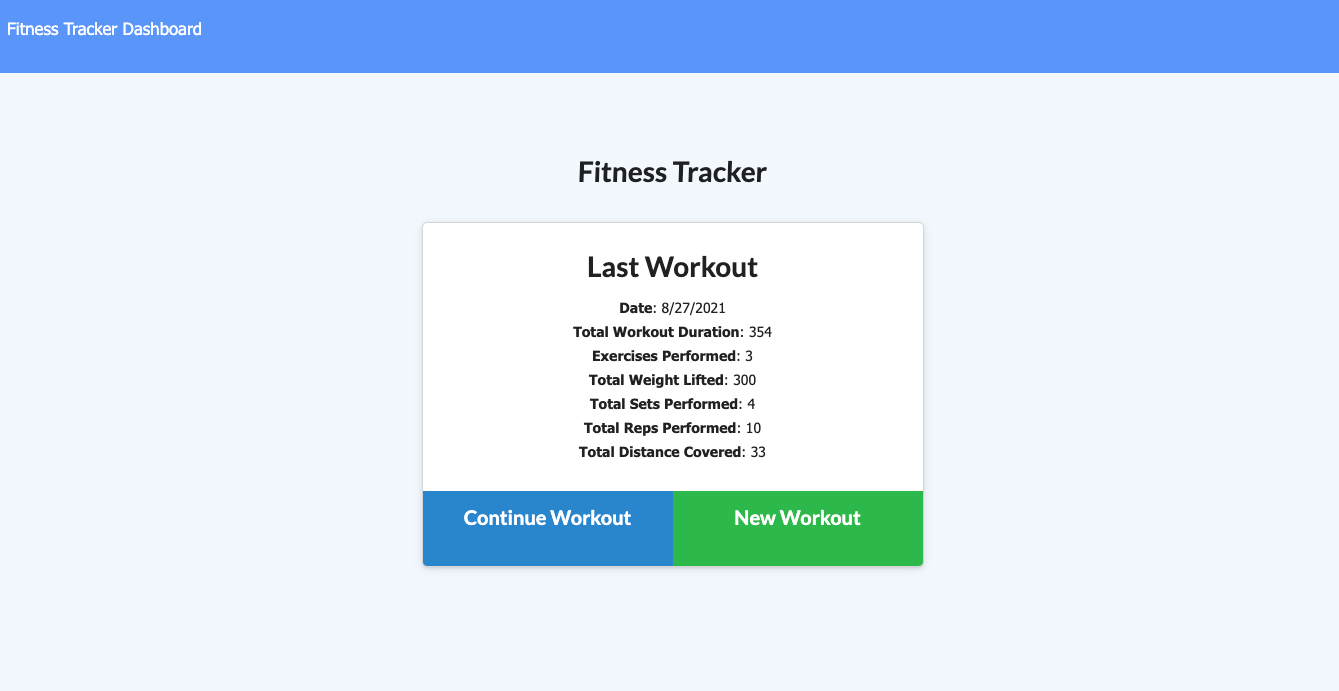 Fitness Tracker Dashboard
Fitness Tracker
Last Workout
Date: 8/27/2021
Total Workout Duration: 354
Exercises Performed: 3
Total Weight Lifted: 300
Total Sets Performed: 4
Total Reps Performed: 10
Total Distance Covered: 33
Continue Workout New Workout